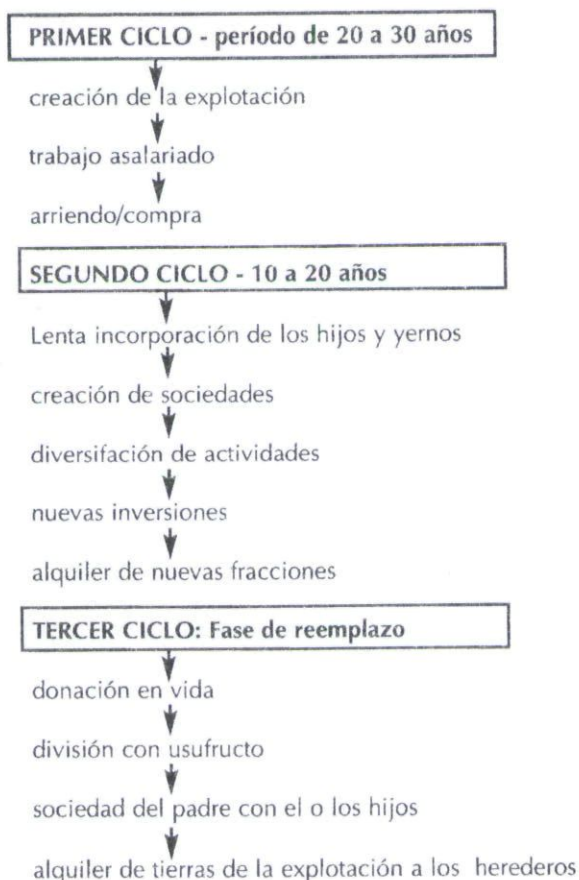 PRIMER CICLO - período de 20 a 30 años
creación de la explotación
trabajo asalariado
arriendo/compra
SEGUNDO CICLO - 10 a 20 años
Lenta incorporación de los hijos y yernos
creación de sociedades
diversifación de actividades
nuevas inversiones
alquiler de nuevas fracciones
TERCER CICLO: Fase de reemplazo
donación en vida
división con usufructo
sociedad del padre con el o los hijos
alquiler de tierras de la explotación a los herederos